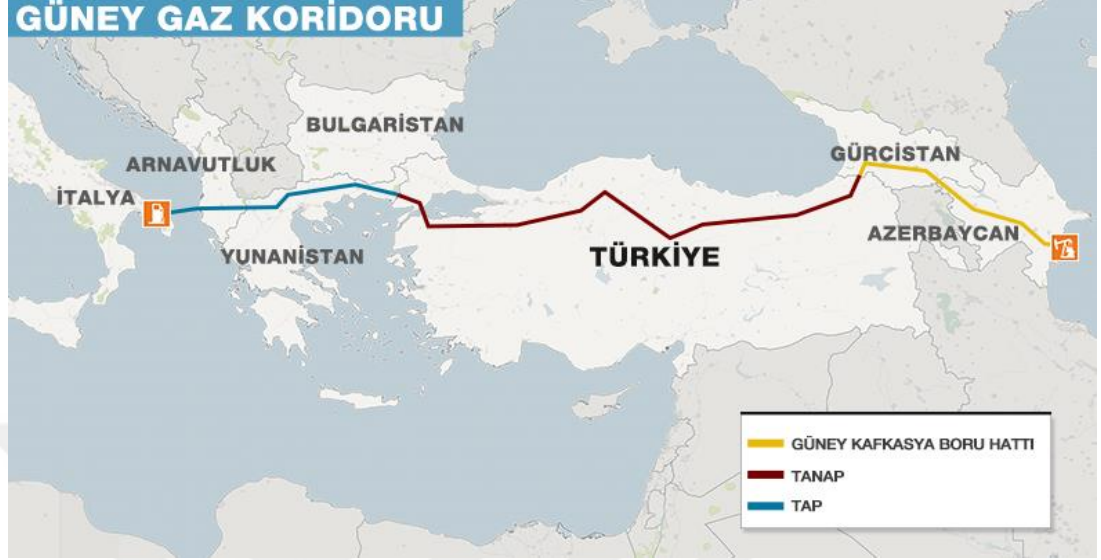 GÜNEY GAZ KORİDORU
BULGARİSTAN
ARNAVUTLUK
GÜRCİSTAN
İTALYA
AZERBAYCAN
YUNANİSTAN
TÜRKİYE
GÜNEY KAFKASYA BORU HATTI
TANAP
TAP